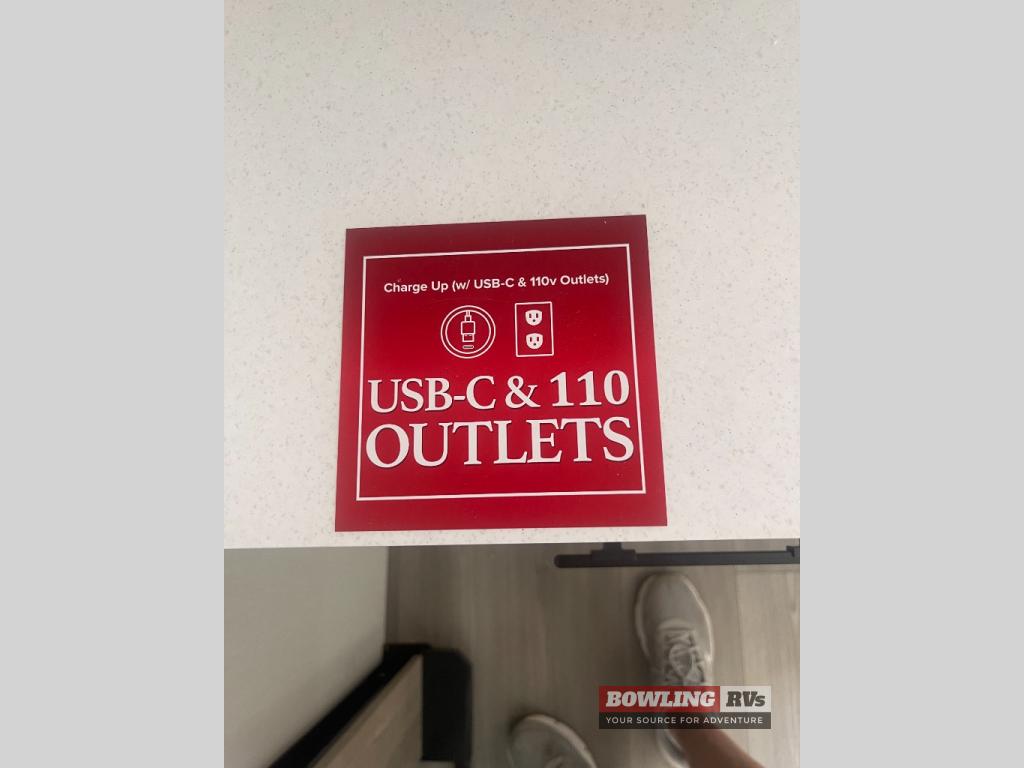 Charge Up (w/ USB-C & 110v Outlets)
USB-C & 110
OUTLETS
BOWLING RVs
YOUR SOURCE FOR ADVENTURE